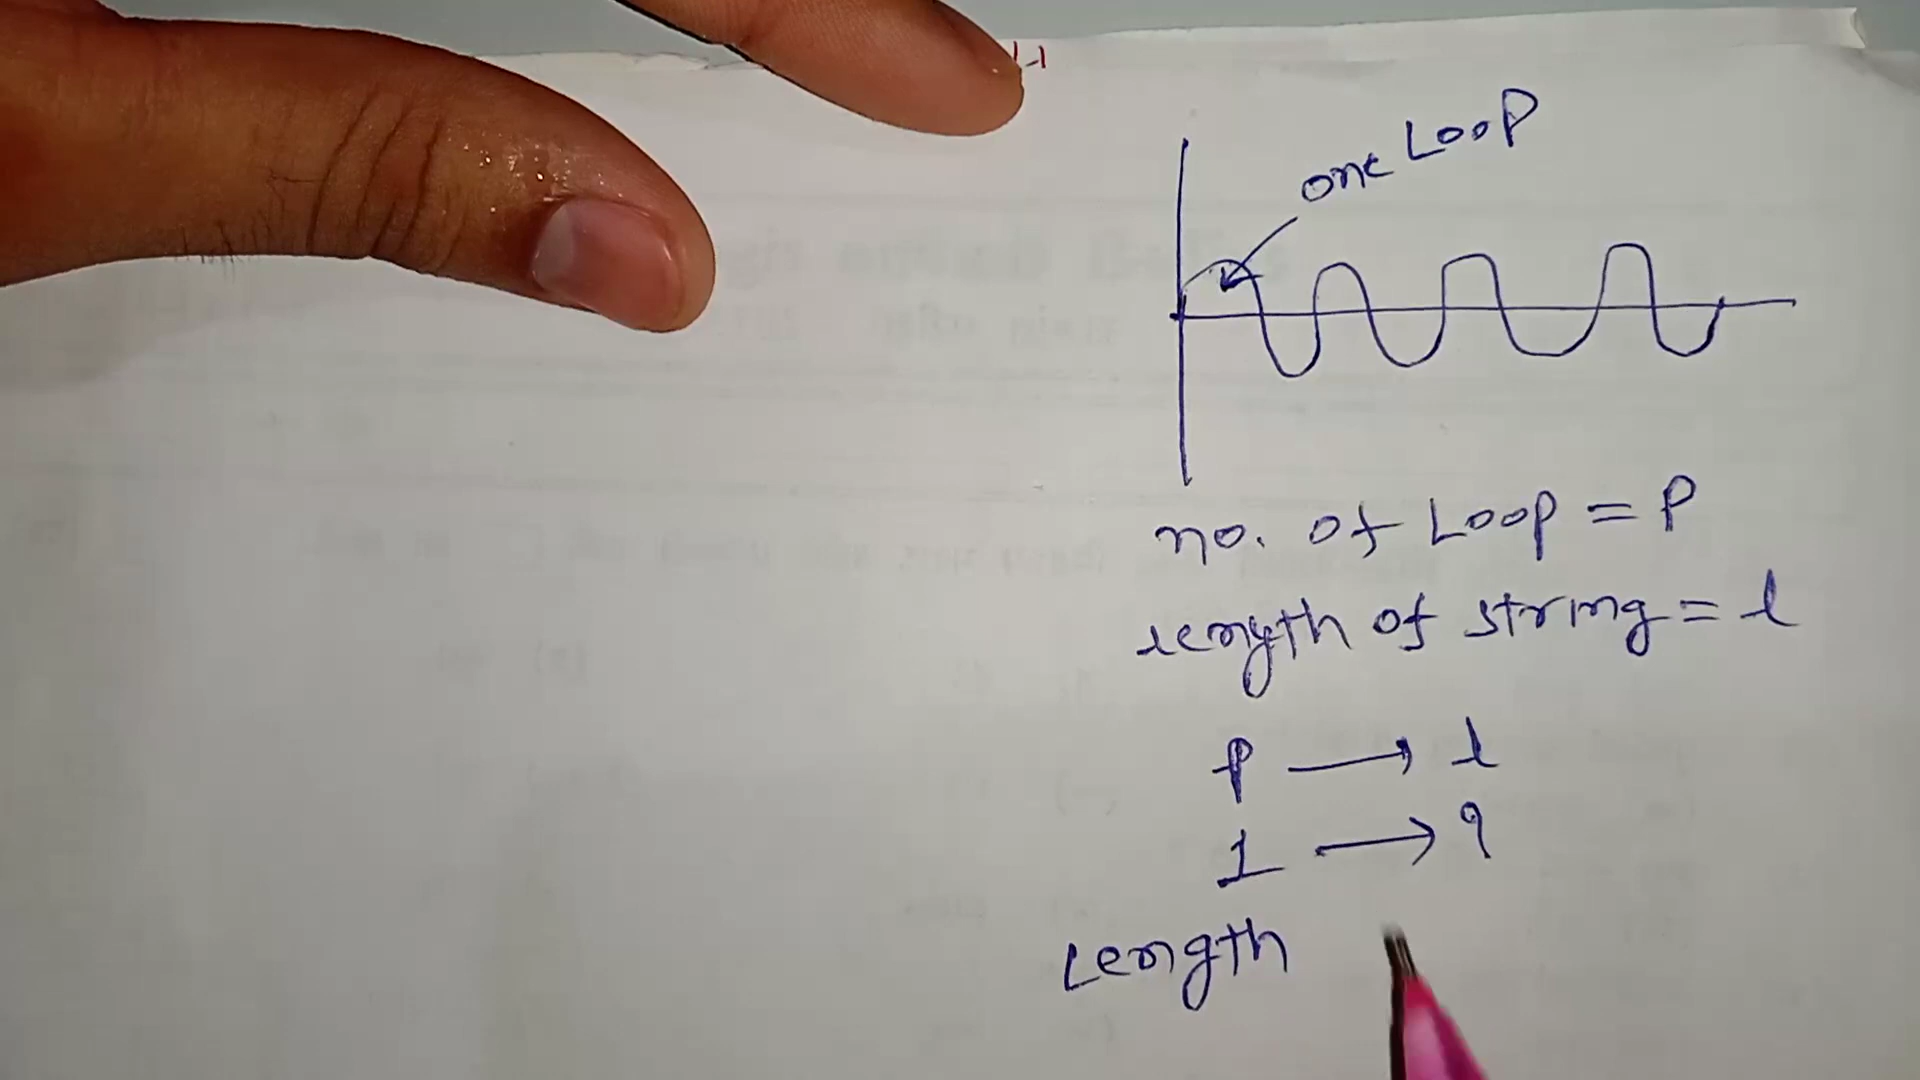 one Loop
no. of Loop = P
length of string = l
P → l
1 → ?
Length